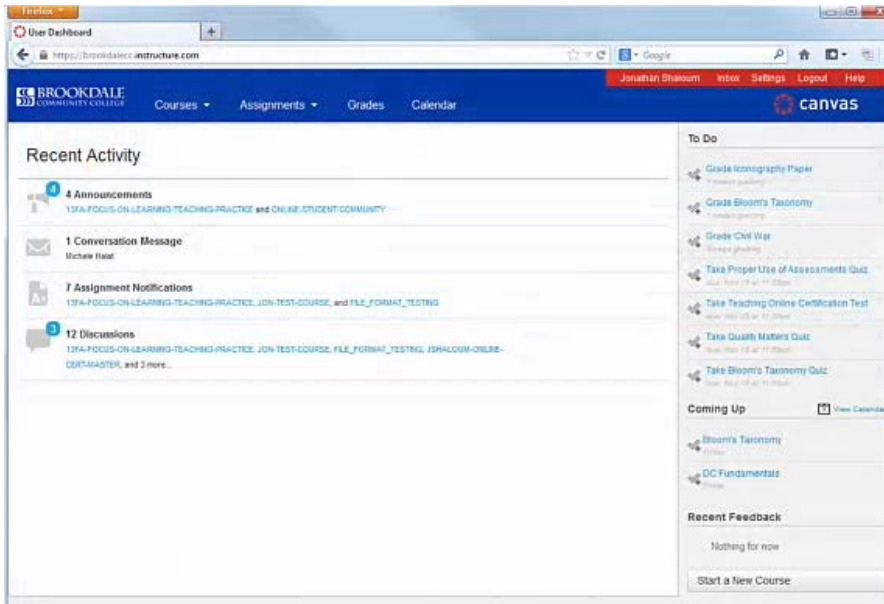 Firefox
User Dashboard
+
https://brookdalecc.instructure.com
Google
Jonathan Shaloum Inbox Settings Logout Help
BROOKDALE
COMMUNITY COLLEGE
Courses Assignments Grades Calendar
canvas
Recent Activity
4
4 Announcements
13FA-FOCUS-ON-LEARNING-TEACHING-PRACTICE and ONLINE-STUDENT-COMMUNITY
1 Conversation Message
Michele
7 Assignment Notifications
13FA-FOCUS-ON-LEARNING-TEACHING-PRACTICE, JON-TEST-COURSE, and FILE_FORMAT_TESTING
3
12 Discussions
13FA-FOCUS-ON-LEARNING-TEACHING-PRACTICE, JON-TEST-COURSE, FILE_FORMAT_TESTING, JSHALOUM-ONLINE-
CERT-MASTER, and 3 more...
To Do
Grade Iconography Paper
Grade Bloom's Taxonomy
Grade Civil War
Take Proper Use of Assessments Quiz
Take Teaching Online Certification Test
Take Quality Matters Quiz
Take Bloom's Taxonomy Quiz
Coming Up
View Calendar
Bloom's Taxonomy
DC Fundamentals
Recent Feedback
Nothing for now
Start a New Course